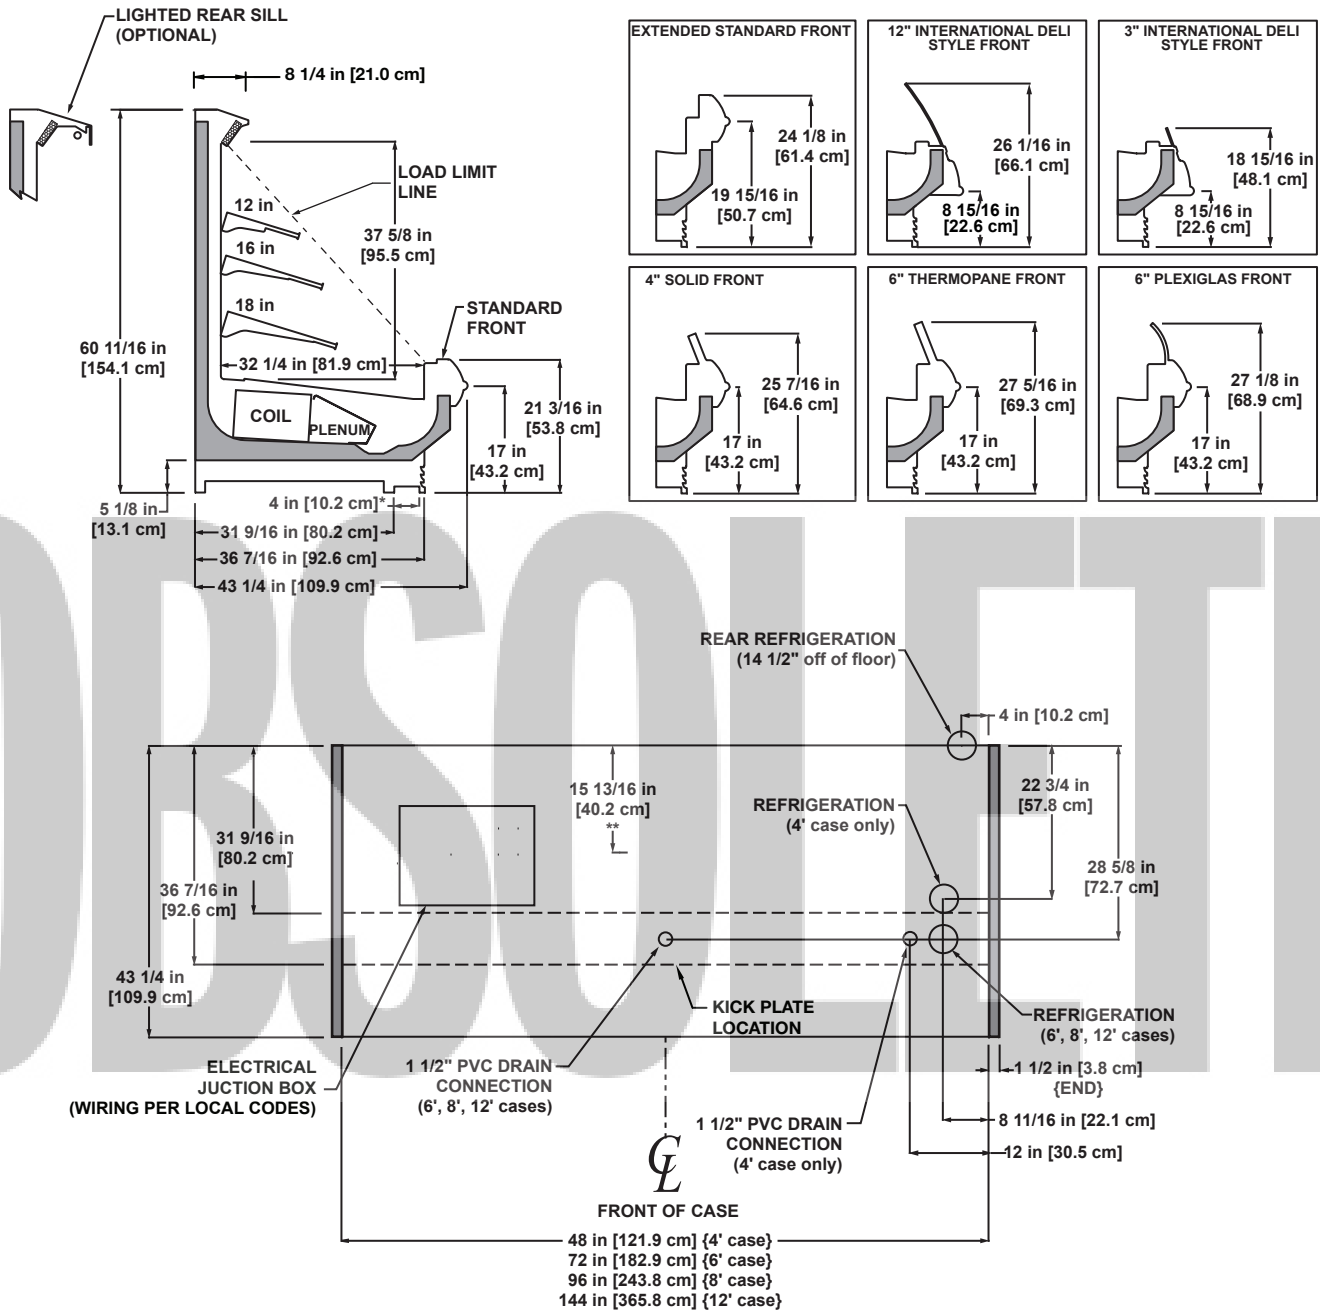 LIGHTED REAR SILL
(OPTIONAL)
8 1/4 in [21.0 cm]
LOAD LIMIT
LINE
12 in
16 in
18 in
37 5/8 in
[95.5 cm]
STANDARD
FRONT
60 11/16 in
[154.1 cm]
32 1/4 in [81.9 cm]
COIL
PLENUM
21 3/16 in
[53.8 cm]
17 in
[43.2 cm]
5 1/8 in
[13.1 cm]
4 in [10.2 cm]*
31 9/16 in [80.2 cm]
36 7/16 in [92.6 cm]
43 1/4 in [109.9 cm]
EXTENDED STANDARD FRONT
24 1/8 in
[61.4 cm]
19 15/16 in
[50.7 cm]
12" INTERNATIONAL DELI
STYLE FRONT
26 1/16 in
[66.1 cm]
8 15/16 in
[22.6 cm]
3" INTERNATIONAL DELI
STYLE FRONT
18 15/16 in
[48.1 cm]
8 15/16 in
[22.6 cm]
4" SOLID FRONT
25 7/16 in
[64.6 cm]
17 in
[43.2 cm]
6" THERMOPANE FRONT
27 5/16 in
[69.3 cm]
17 in
[43.2 cm]
6" PLEXIGLAS FRONT
27 1/8 in
[68.9 cm]
17 in
[43.2 cm]
OBSOLETE
REAR REFRIGERATION
(14 1/2" off of floor)
4 in [10.2 cm]
15 13/16 in
[40.2 cm]
**
22 3/4 in
[57.8 cm]
REFRIGERATION
(4' case only)
31 9/16 in
[80.2 cm]
28 5/8 in
[72.7 cm]
36 7/16 in
[92.6 cm]
43 1/4 in
[109.9 cm]
KICK PLATE
LOCATION
REFRIGERATION
(6', 8', 12' cases)
ELECTRICAL
JUCTION BOX
(WIRING PER LOCAL CODES)
1 1/2" PVC DRAIN
CONNECTION
(6', 8', 12' cases)
1 1/2 in [3.8 cm]
{END}
8 11/16 in [22.1 cm]
1 1/2" PVC DRAIN
CONNECTION
(4' case only)
12 in [30.5 cm]
CL
FRONT OF CASE
48 in [121.9 cm] {4' case}
72 in [182.9 cm] {6' case}
96 in [243.8 cm] {8' case}
144 in [365.8 cm] {12' case}